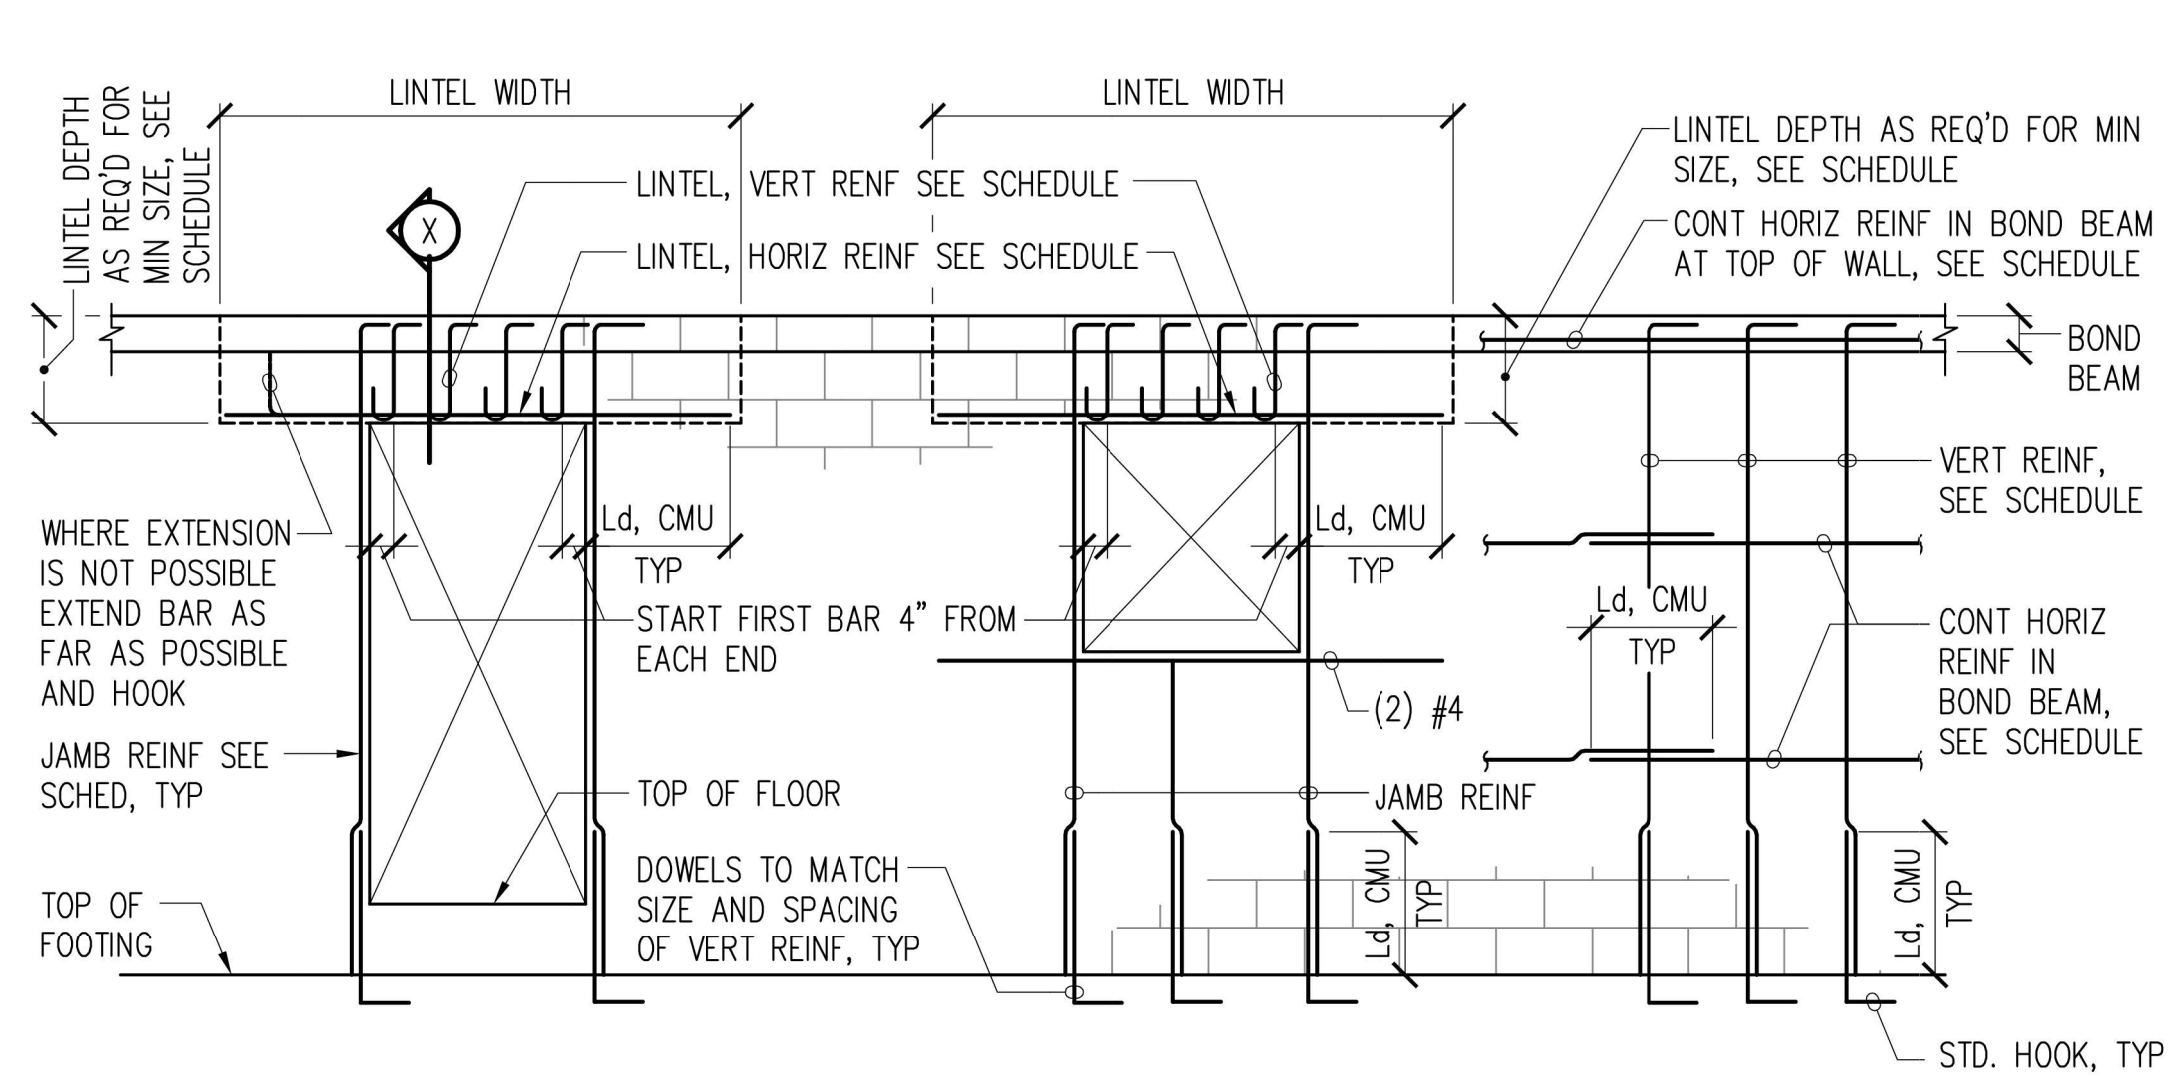 LINTEL DEPTH
AS REQ'D FOR
MIN SIZE, SEE
SCHEDULE
LINTEL WIDTH
LINTEL WIDTH
LINTEL, VERT RENF SEE SCHEDULE
LINTEL, HORIZ REINF SEE SCHEDULE
X
LINTEL DEPTH AS REQ'D FOR MIN
SIZE, SEE SCHEDULE
CONT HORIZ REINF IN BOND BEAM
AT TOP OF WALL, SEE SCHEDULE
BOND
BEAM
VERT REINF,
SEE SCHEDULE
WHERE EXTENSION
IS NOT POSSIBLE
EXTEND BAR AS
FAR AS POSSIBLE
AND HOOK
Ld, CMU
TYP
Ld, CMU
TYP
START FIRST BAR 4” FROM
EACH END
Ld, CMU
TYP
CONT HORIZ
REINF IN
BOND BEAM,
SEE SCHEDULE
(2) #4
JAMB REINF SEE
SCHED, TYP
TOP OF FLOOR
JAMB REINF
DOWELS TO MATCH
SIZE AND SPACING
OF VERT REINF, TYP
Ld, CMU
TYP
Ld, CMU
TYP
TOP OF
FOOTING
STD. HOOK, TYP